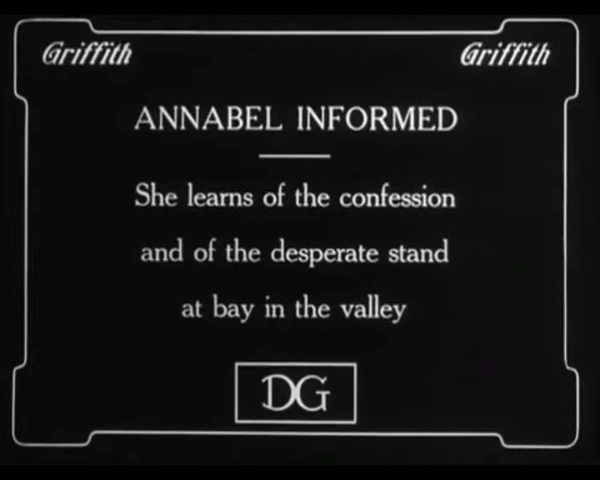 Griffith Griffith
ANNABEL INFORMED
She learns of the confession
and of the desperate stand
at bay in the valley
DG